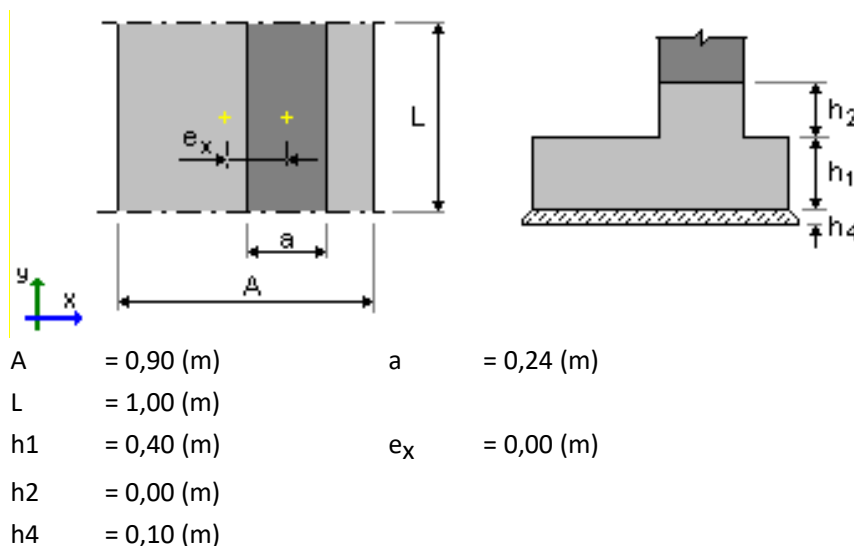 L
h2
ex
h1
a
h4
A
y
x
A = 0,90 (m) a = 0,24 (m)
L = 1,00 (m)
h1 = 0,40 (m) ex = 0,00 (m)
h2 = 0,00 (m)
h4 = 0,10 (m)